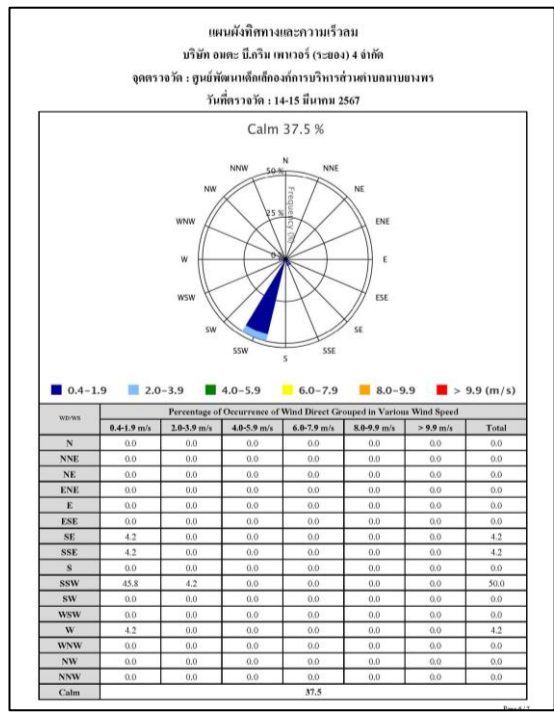 แผนผังทิศทางและความเร็วลม
บริษัท อมตะ บี.กริม เพาเวอร์ (ระยอง) 4 จำกัด
จุดตรวจวัด : ศูนย์พัฒนาเด็กเล็กองค์การบริหารส่วนตำบลมาบยางพร
วันที่ตรวจวัด : 14-15 มีนาคม 2567
Calm 37.5 %
N
NNW 50 % NNE
NW NE
25 %
Frequency (%)
WNW ENE
W 0 % E
WSW ESE
SW SE
SSW SSE
S
0.4-1.9 2.0-3.9 4.0-5.9 6.0-7.9 8.0-9.9 > 9.9 (m/s)
WD/WS Percentage of Occurrence of Wind Direct Grouped in Various Wind Speed
0.4-1.9 m/s 2.0-3.9 m/s 4.0-5.9 m/s 6.0-7.9 m/s 8.0-9.9 m/s > 9.9 m/s Total
N 0.0 0.0 0.0 0.0 0.0 0.0 0.0
NNE 0.0 0.0 0.0 0.0 0.0 0.0 0.0
NE 0.0 0.0 0.0 0.0 0.0 0.0 0.0
ENE 0.0 0.0 0.0 0.0 0.0 0.0 0.0
E 0.0 0.0 0.0 0.0 0.0 0.0 0.0
ESE 0.0 0.0 0.0 0.0 0.0 0.0 0.0
SE 4.2 0.0 0.0 0.0 0.0 0.0 4.2
SSE 4.2 0.0 0.0 0.0 0.0 0.0 4.2
S 0.0 0.0 0.0 0.0 0.0 0.0 0.0
SSW 45.8 4.2 0.0 0.0 0.0 0.0 50.0
SW 0.0 0.0 0.0 0.0 0.0 0.0 0.0
WSW 0.0 0.0 0.0 0.0 0.0 0.0 0.0
W 4.2 0.0 0.0 0.0 0.0 0.0 4.2
WNW 0.0 0.0 0.0 0.0 0.0 0.0 0.0
NW 0.0 0.0 0.0 0.0 0.0 0.0 0.0
NNW 0.0 0.0 0.0 0.0 0.0 0.0 0.0
Calm 37.5